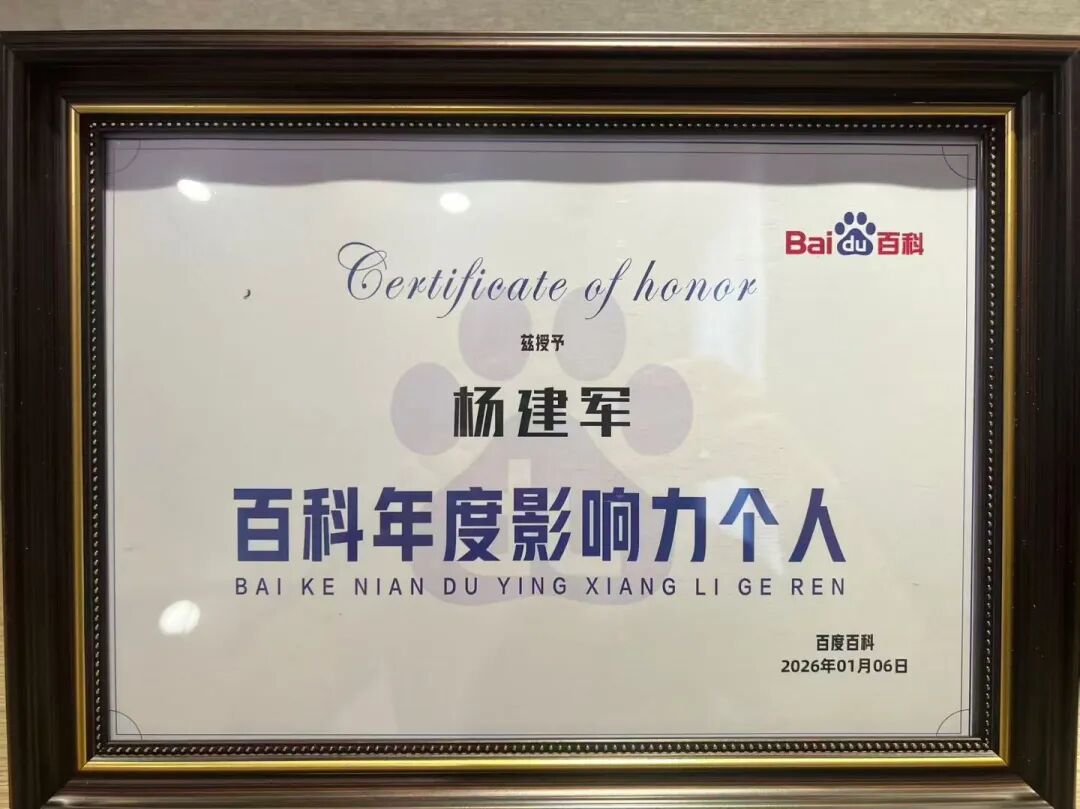 Baidu百科
Certificate of honor
兹授予
杨建军
百科年度影响力个人
BAI KE NIAN DU YING XIANG LI GE REN
百度百科
2026年01月06日